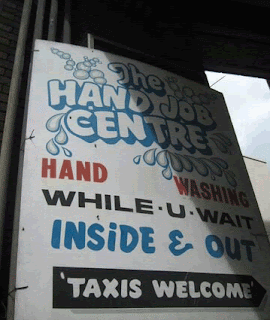 The
HAND JOB
CENTRE
HAND WASHING
WHILE·U·WAIT
INSiDE & OUT
'TAXIS WELCOME'